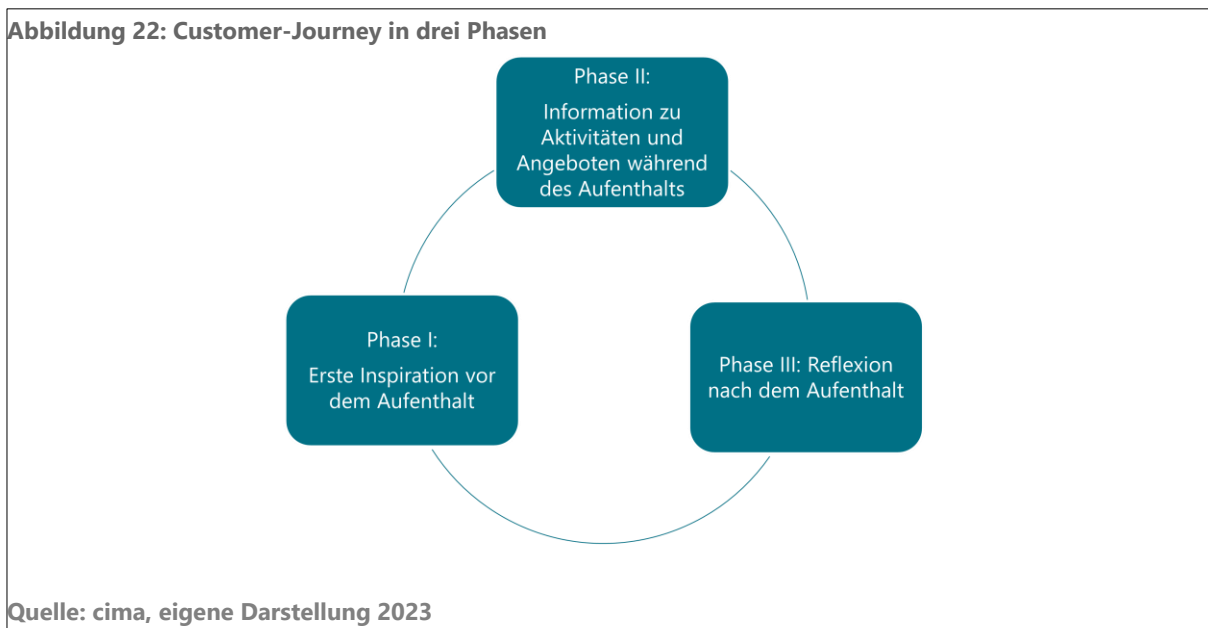 Abbildung 22: Customer-Journey in drei Phasen
Phase II:
Information zu
Aktivitäten und
Angeboten während
des Aufenthalts
Phase I:
Erste Inspiration vor
dem Aufenthalt
Phase III: Reflexion
nach dem Aufenthalt
Quelle: cima, eigene Darstellung 2023